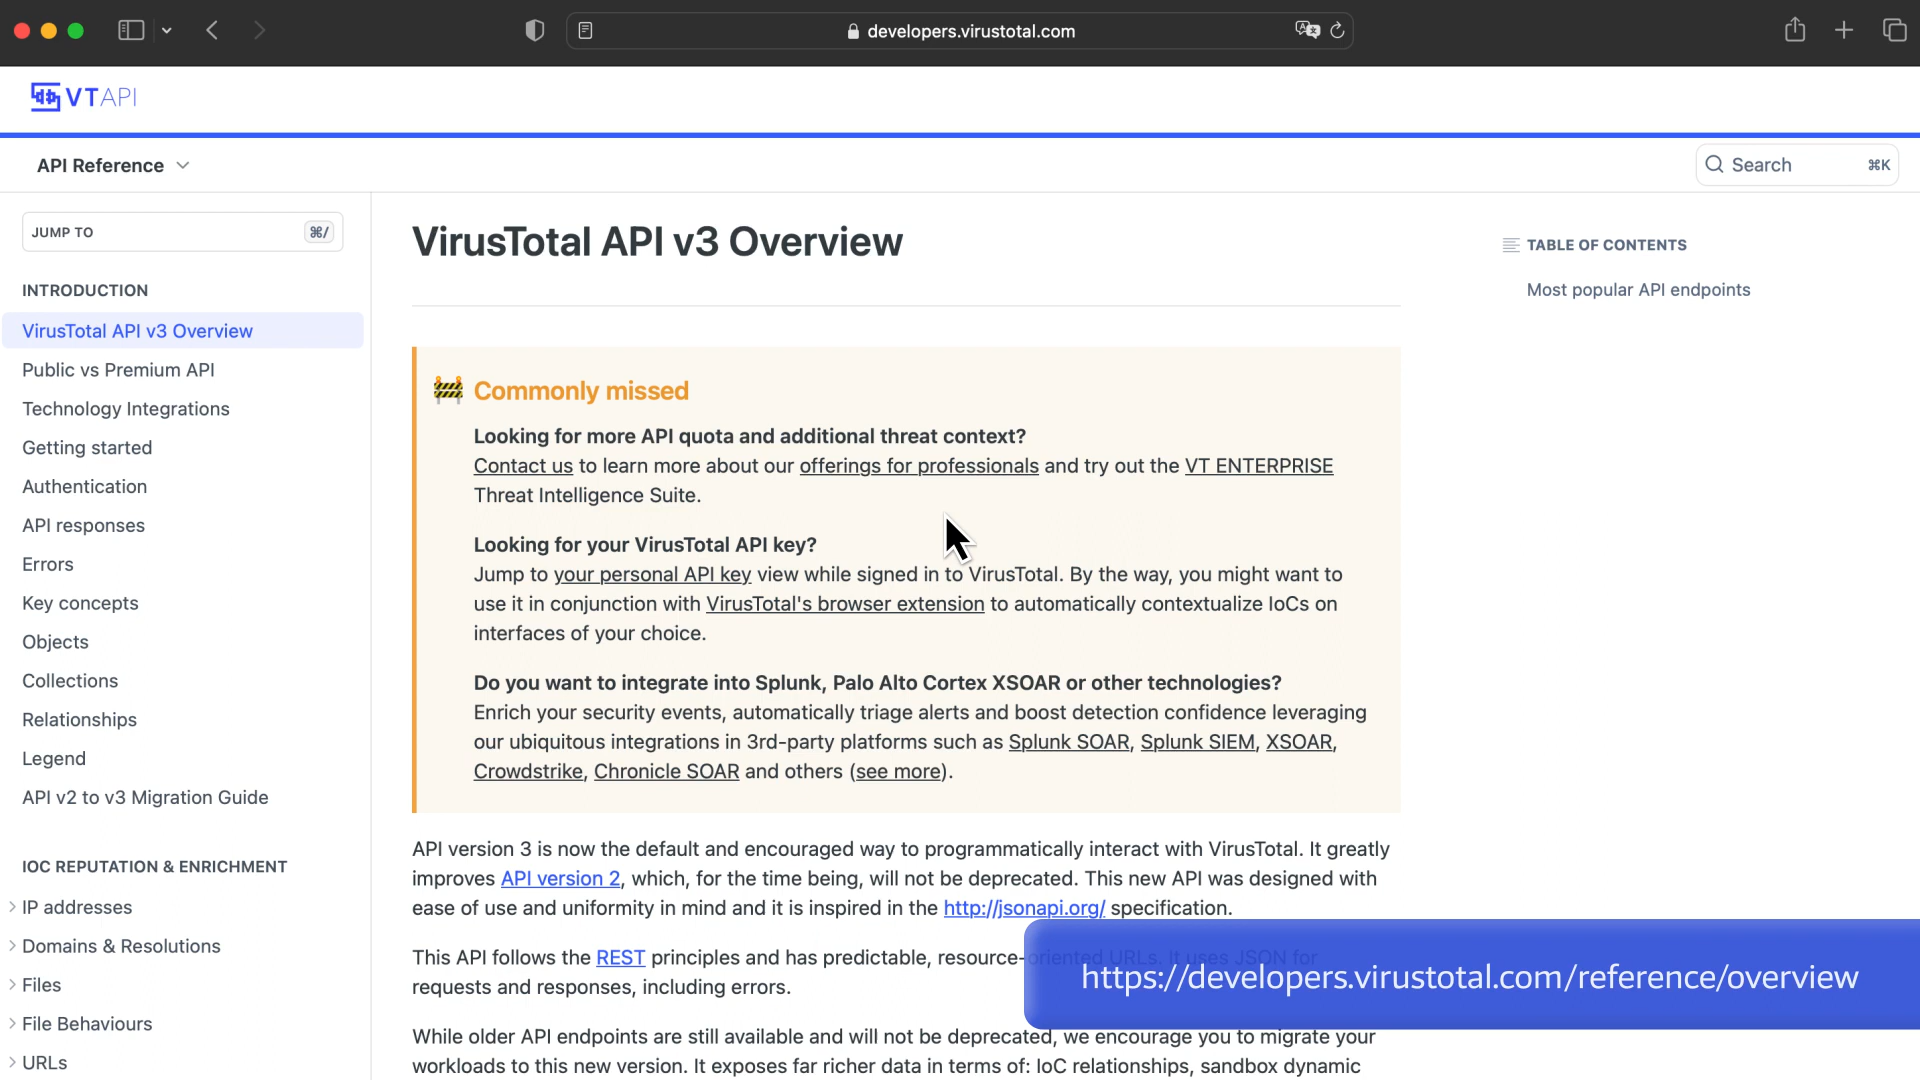 developers.virustotal.com
VTAPI
API Reference
Search
⌘K
JUMP TO
⌘/
INTRODUCTION
VirusTotal API v3 Overview
Public vs Premium API
Technology Integrations
Getting started
Authentication
API responses
Errors
Key concepts
Objects
Collections
Relationships
Legend
API v2 to v3 Migration Guide
IOC REPUTATION & ENRICHMENT
IP addresses
Domains & Resolutions
Files
File Behaviours
URLs
VirusTotal API v3 Overview
Commonly missed
Looking for more API quota and additional threat context?
Contact us to learn more about our offerings for professionals and try out the VT ENTERPRISE
Threat Intelligence Suite.
Looking for your VirusTotal API key?
Jump to your personal API key view while signed in to VirusTotal. By the way, you might want to
use it in conjunction with VirusTotal's browser extension to automatically contextualize IoCs on
interfaces of your choice.
Do you want to integrate into Splunk, Palo Alto Cortex XSOAR or other technologies?
Enrich your security events, automatically triage alerts and boost detection confidence leveraging
our ubiquitous integrations in 3rd-party platforms such as Splunk SOAR, Splunk SIEM, XSOAR,
Crowdstrike, Chronicle SOAR and others (see more).
API version 3 is now the default and encouraged way to programmatically interact with VirusTotal. It greatly
improves API version 2, which, for the time being, will not be deprecated. This new API was designed with
ease of use and uniformity in mind and it is inspired in the http://jsonapi.org/ specification.
This API follows the REST principles and has predictable, resource-oriented URLs. It uses JSON for
requests and responses, including errors.
While older API endpoints are still available and will not be deprecated, we encourage you to migrate your
workloads to this new version. It exposes far richer data in terms of: IoC relationships, sandbox dynamic
TABLE OF CONTENTS
Most popular API endpoints
https://developers.virustotal.com/reference/overview